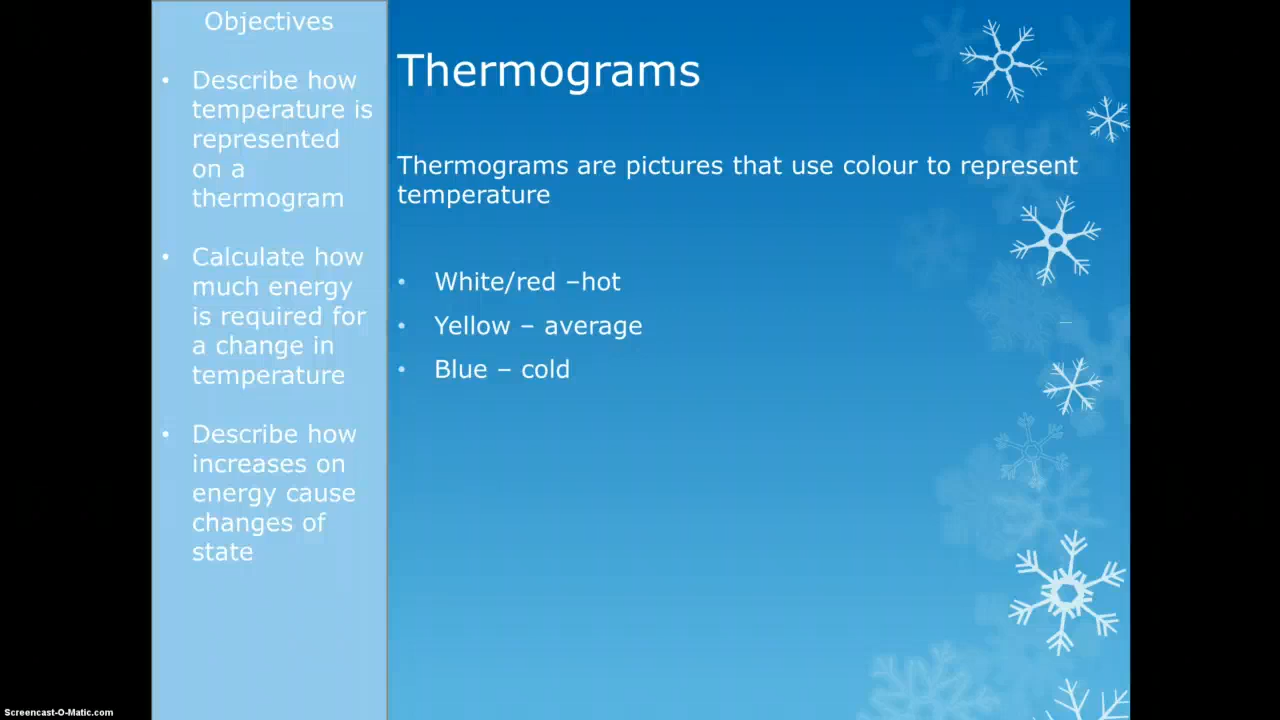 Objectives
• Describe how
temperature is
represented
on a
thermogram
• Calculate how
much energy
is required for
a change in
temperature
• Describe how
increases on
energy cause
changes of
state
Thermograms
Thermograms are pictures that use colour to represent
temperature
• White/red –hot
• Yellow – average
• Blue – cold
Screencast-O-Matic.com